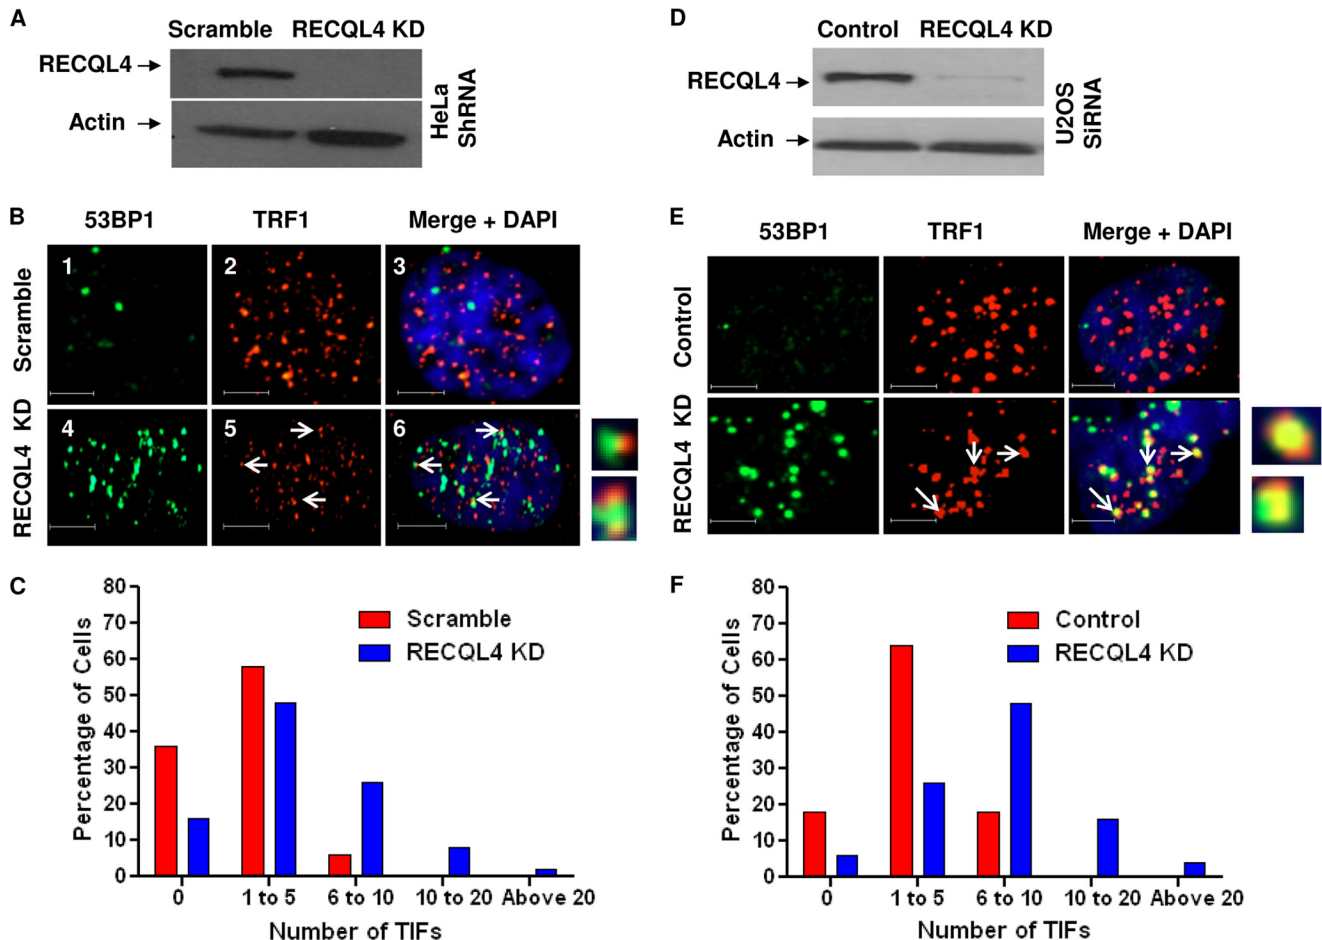 A
Scramble RECQL4 KD
RECQL4
Actin
HeLa
ShRNA
B
53BP1 TRF1 Merge + DAPI
Scramble
1 2 3
RECQL4 KD
4 5 6
C
Percentage of Cells
80
70
60
50
40
30
20
10
0
Scramble
RECQL4 KD
0 1 to 5 6 to 10 10 to 20 Above 20
Number of TIFs
D
Control RECQL4 KD
RECQL4
Actin
U2OS
SiRNA
E
53BP1 TRF1 Merge + DAPI
Control
RECQL4 KD
F
Percentage of Cells
80
70
60
50
40
30
20
10
0
Control
RECQL4 KD
0 1 to 5 6 to 10 10 to 20 Above 20
Number of TIFs